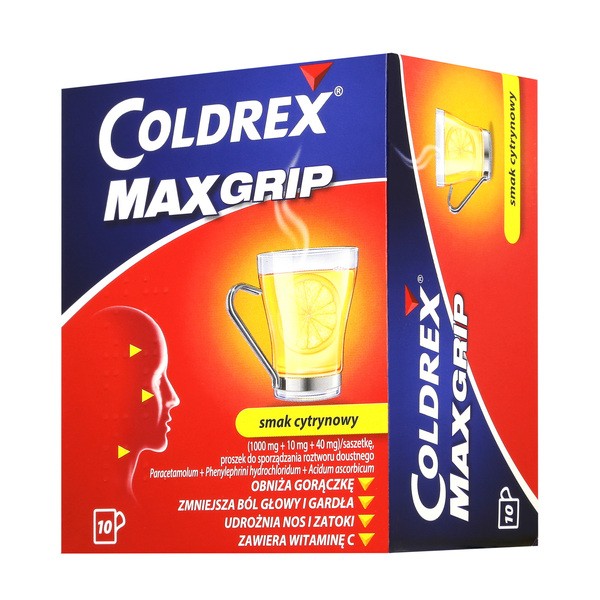 COLDREX®
MAXGRIP
smak cytrynowy
(1000 mg + 10 mg + 40 mg)/saszetkę,
proszek do sporządzania roztworu doustnego
Paracetamolum + Phenylephrini hydrochloridum + Acidum ascorbicum
OBNIŻA GORĄCZKĘ
ZMNIEJSZA BÓL GŁOWY I GARDŁA
UDROŻNIA NOS I ZATOKI
ZAWIERA WITAMINĘ C
10
smak cytrynowy
COLDREX®
MAXGRIP
10